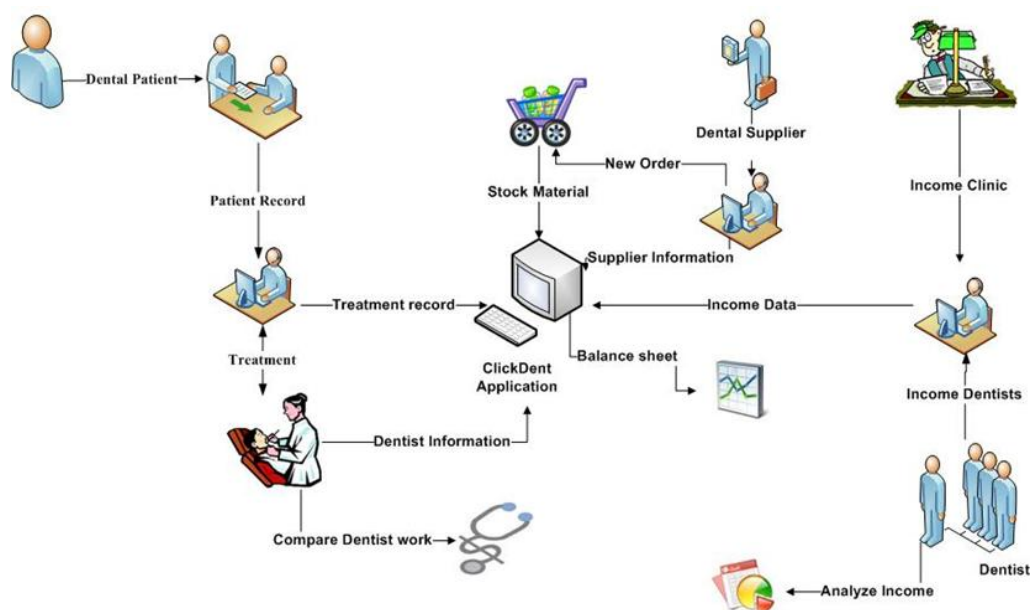 Dental Patient
Dental Supplier
New Order
Stock Material
Income Clinic
Patient Record
Supplier Information
Treatment record
Income Data
Treatment
ClickDent
Application
Balance sheet
Income Dentists
Dentist Information
Compare Dentist work
Dentist
Analyze Income